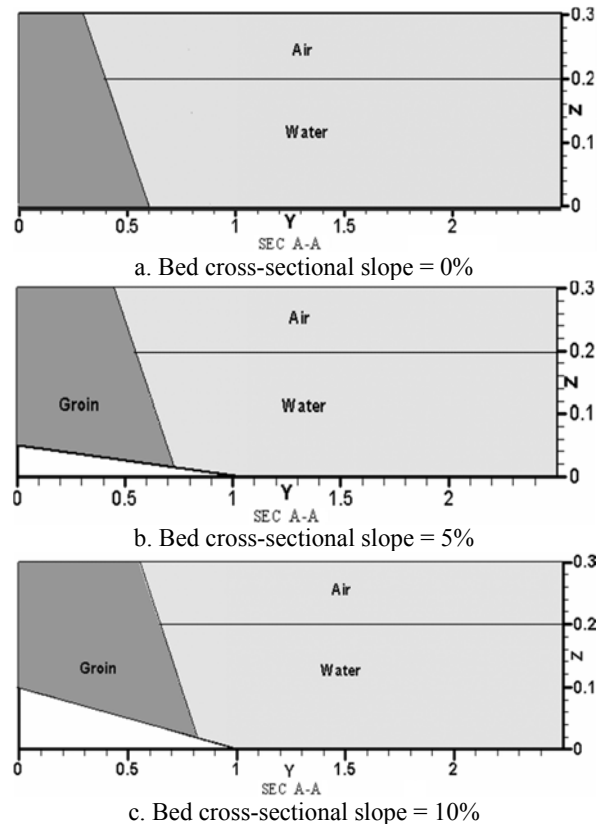 0.3
Air
0.2
Z
Water
0.1
0
0 0.5 1 Y 1.5 2
SEC A-A
a. Bed cross-sectional slope = 0%
0.3
Air
0.2
Z
Groin Water
0.1
0
0 0.5 1 Y 1.5 2
SEC A-A
b. Bed cross-sectional slope = 5%
0.3
Air
0.2
Z
Groin Water
0.1
0
0 0.5 1 Y 1.5 2
SEC A-A
c. Bed cross-sectional slope = 10%